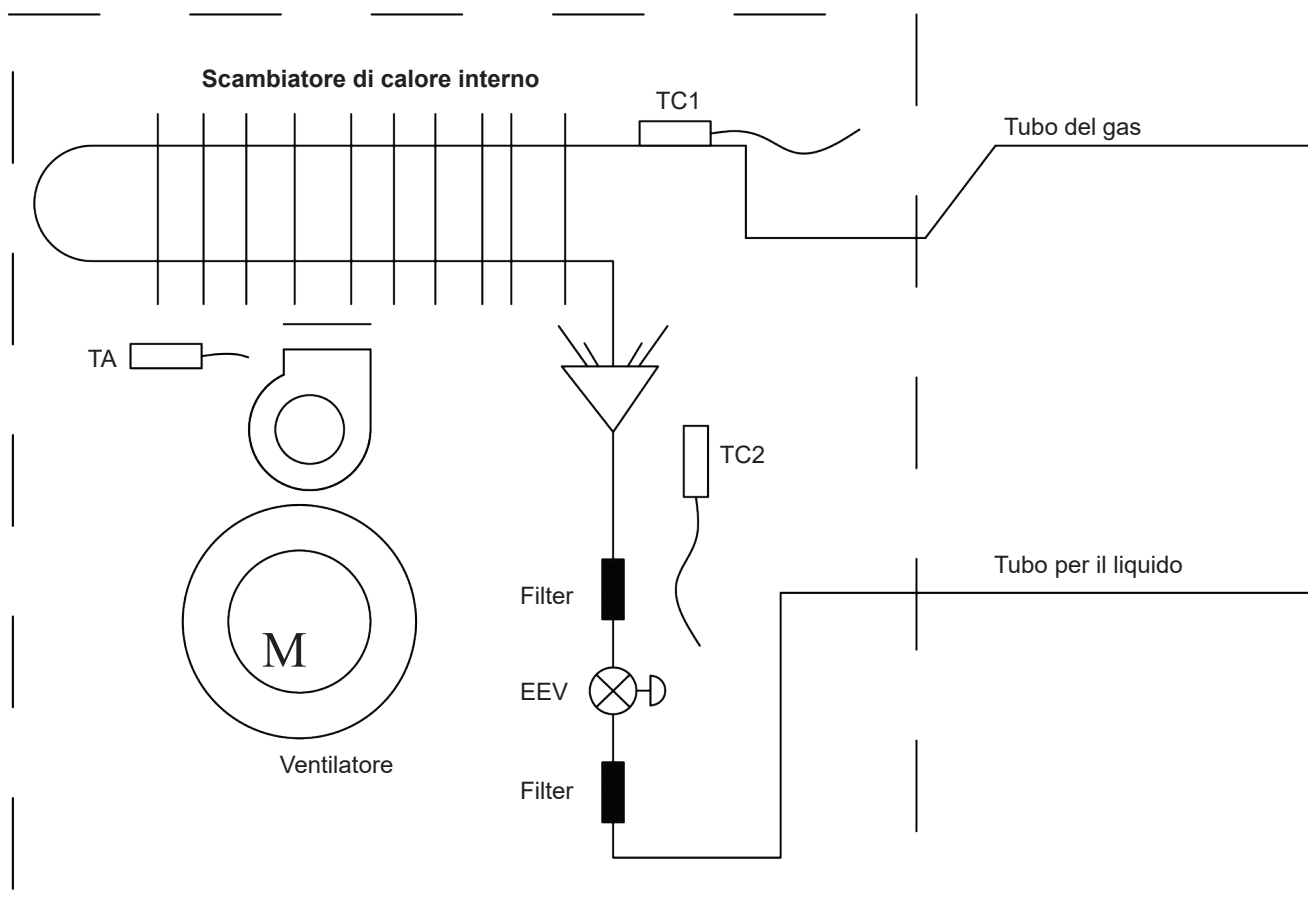 Scambiatore di calore interno
TC1
Tubo del gas
TA
TC2
Tubo per il liquido
Filter
M
EEV
Ventilatore
Filter